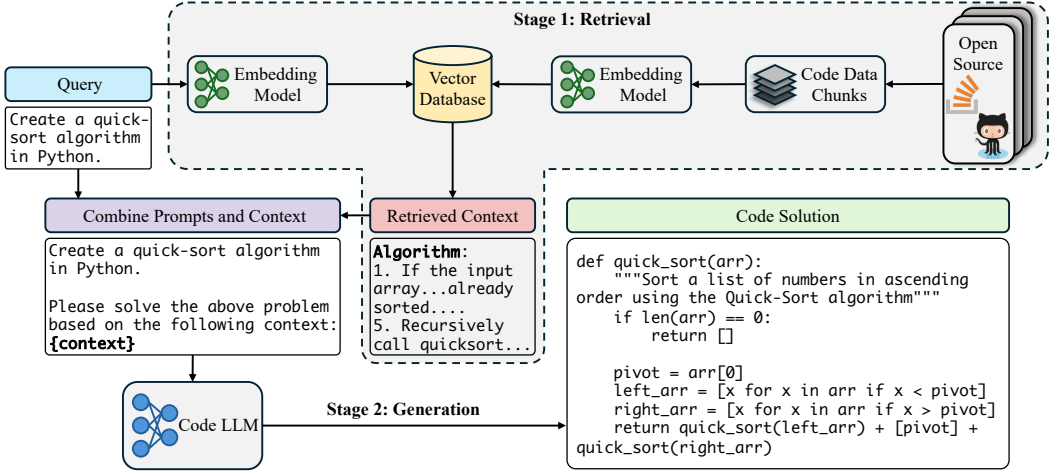 Stage 1: Retrieval
Query
Embedding
Model
Vector
Database
Embedding
Model
Code Data
Chunks
Open
Source
Create a quick-
sort algorithm
in Python.
Combine Prompts and Context
Retrieved Context
Code Solution
Create a quick-sort algorithm
in Python.
Please solve the above problem
based on the following context:
{context}
Algorithm:
1. If the input
array...already
sorted....
5. Recursively
call quicksort...
def quick_sort(arr):
    """Sort a list of numbers in ascending
order using the Quick-Sort algorithm"""
    if len(arr) == 0:
        return []
    pivot = arr[0]
    left_arr = [x for x in arr if x < pivot]
    right_arr = [x for x in arr if x > pivot]
    return quick_sort(left_arr) + [pivot] +
quick_sort(right_arr)
Code LLM
Stage 2: Generation